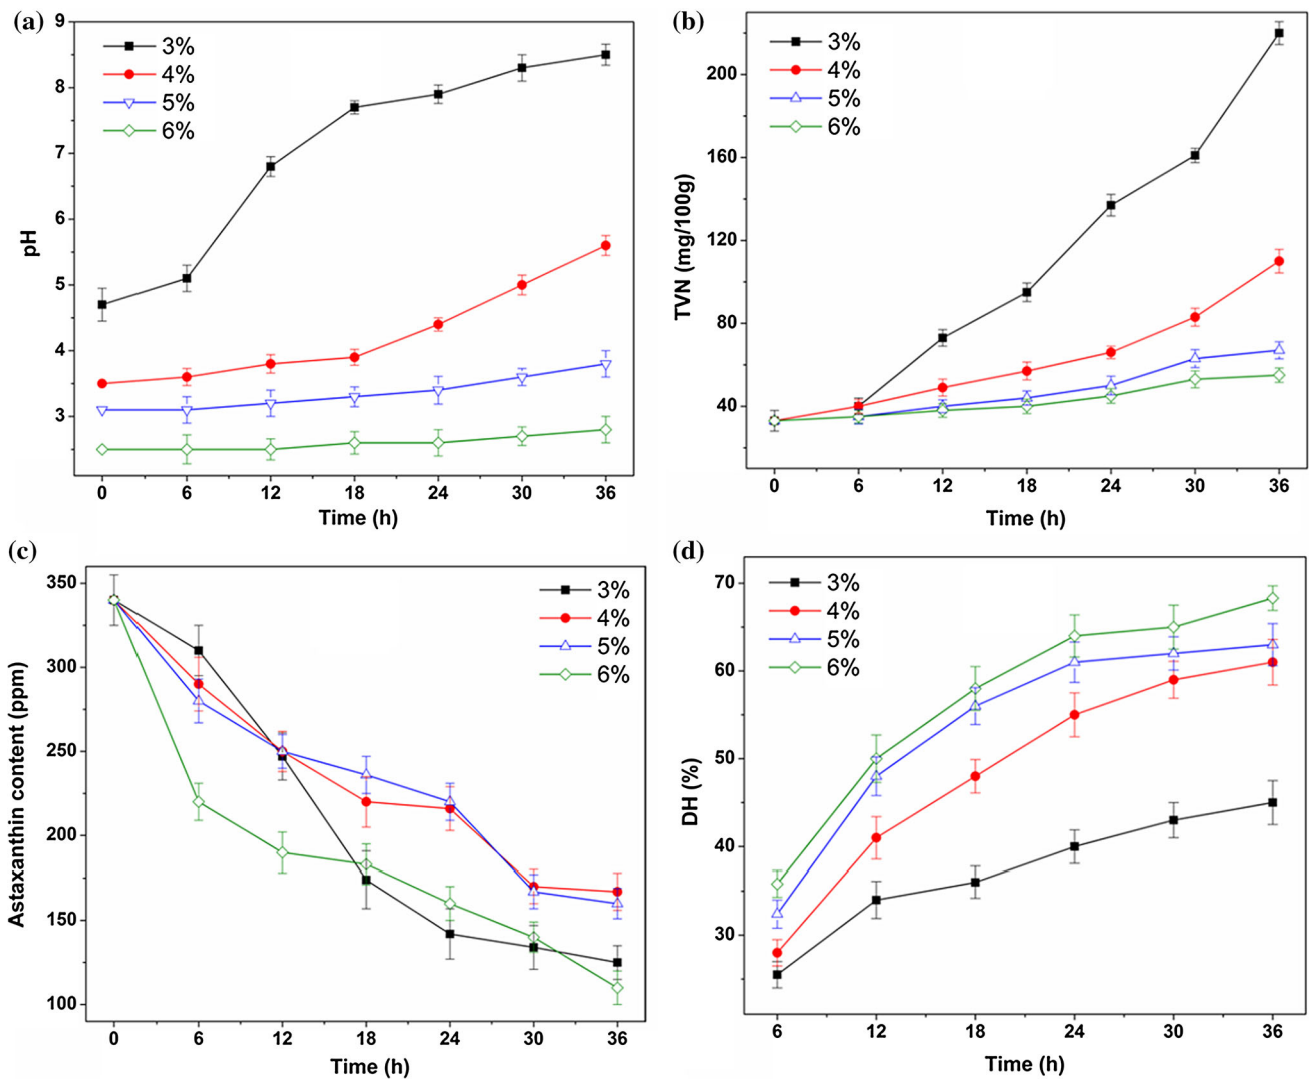 (a)
9
8
7
6
5
4
3
pH
3%
4%
5%
6%
0 6 12 18 24 30 36
Time (h)
(b)
200
160
120
80
40
TVN (mg/100g)
3%
4%
5%
6%
0 6 12 18 24 30 36
Time (h)
(c)
350
300
250
200
150
100
Astaxanthin content (ppm)
3%
4%
5%
6%
0 6 12 18 24 30 36
Time (h)
(d)
70
60
50
40
30
DH (%)
3%
4%
5%
6%
6 12 18 24 30 36
Time (h)